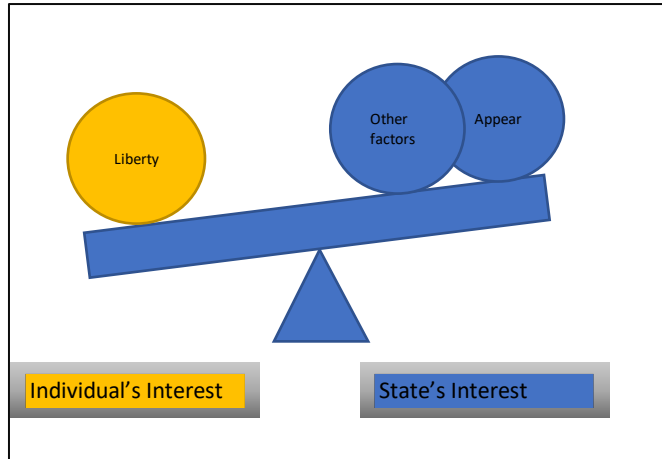 Liberty
Other
factors
Appear
Individual’s Interest
State’s Interest